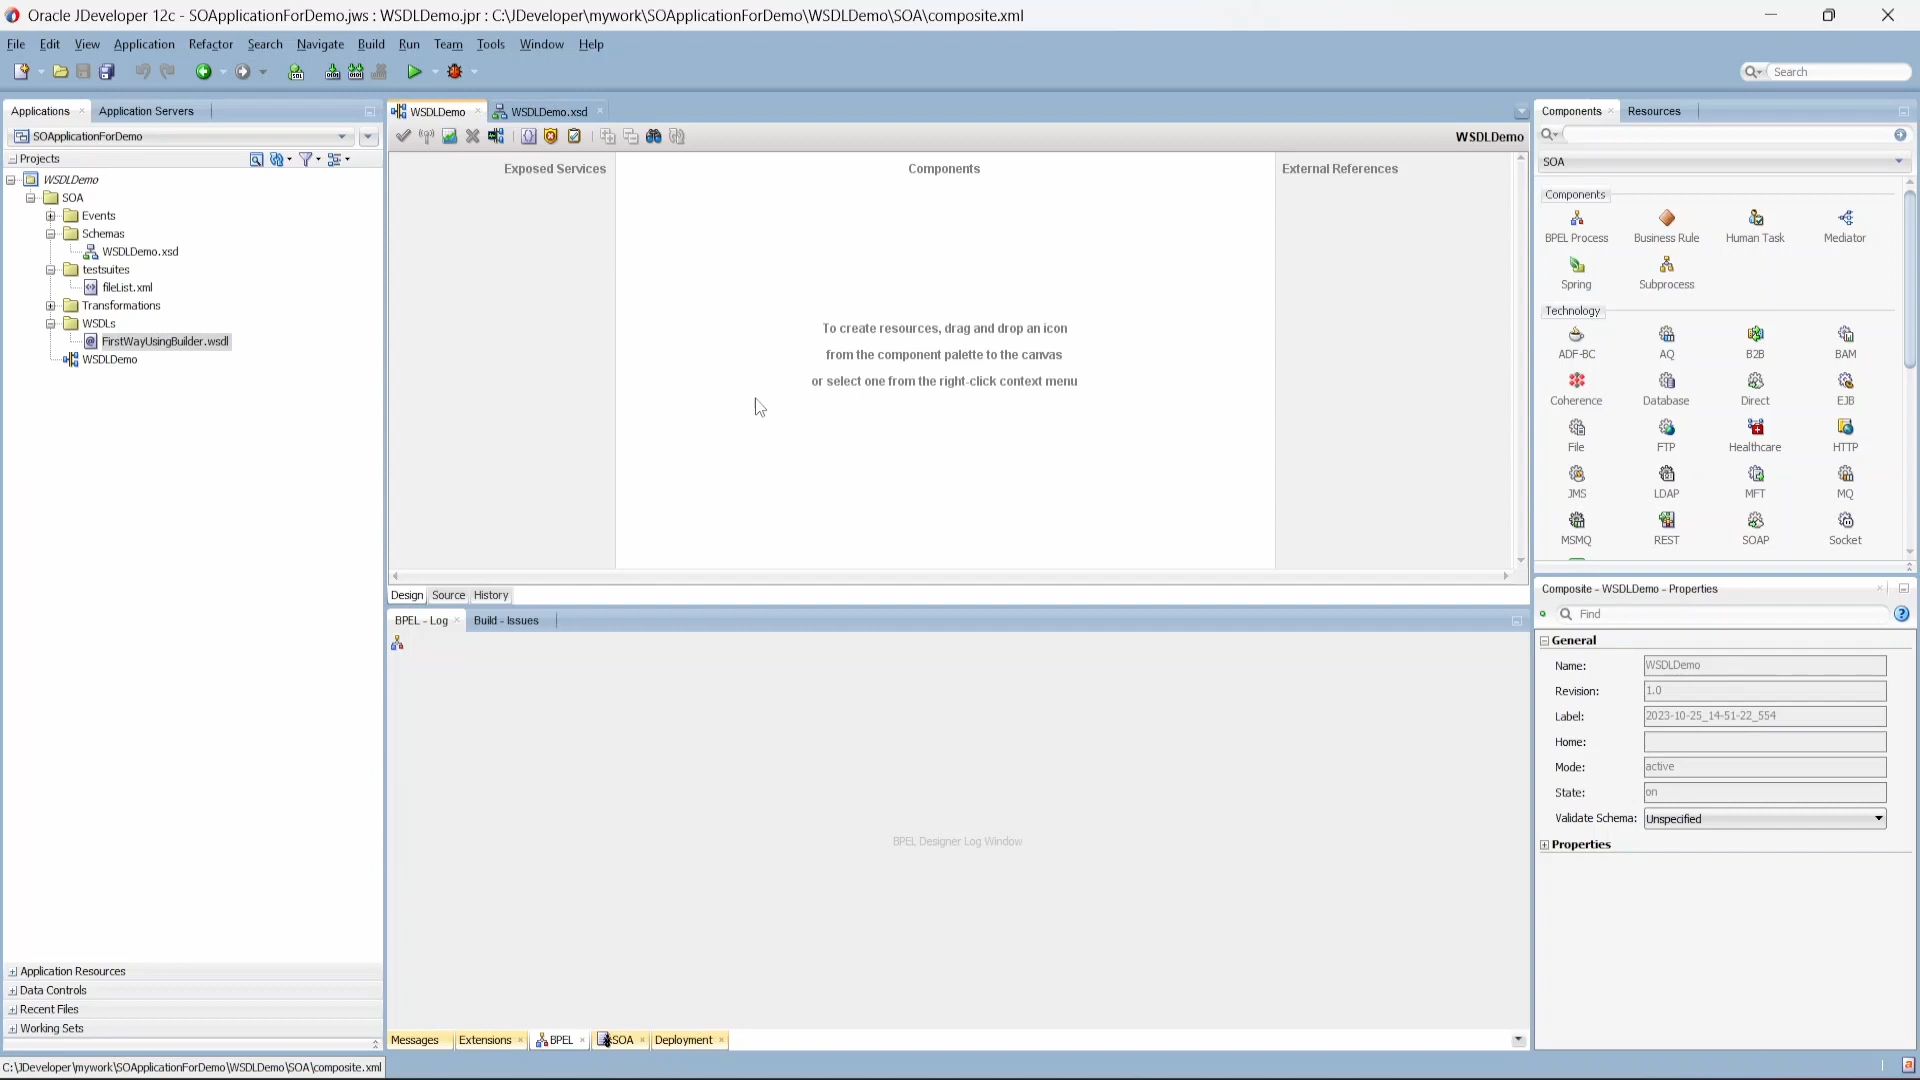 Oracle JDeveloper 12c - SOApplicationForDemo.jws : WSDLDemo.jpr : C:\JDeveloper\mywork\SOApplicationForDemo\WSDLDemo\SOA\composite.xml
File Edit View Application Refactor Search Navigate Build Run Team Tools Window Help
Search
Applications Application Servers
SOApplicationForDemo
Projects
WSDLDemo
SOA
Events
Schemas
WSDLDemo.xsd
testsuites
fileList.xml
Transformations
WSDLs
FirstWayUsingBuilder.wsdl
WSDLDemo
Application Resources
Data Controls
Recent Files
Working Sets
C:\JDeveloper\mywork\SOApplicationForDemo\WSDLDemo\SOA\composite.xml
WSDLDemo WSDLDemo.xsd
WSDLDemo
Exposed Services Components External References
To create resources, drag and drop an icon
from the component palette to the canvas
or select one from the right-click context menu
Design Source History
BPEL - Log Build - Issues
BPEL Designer Log Window
Messages Extensions BPEL SOA Deployment
Components Resources
SOA
Components
BPEL Process Business Rule Human Task Mediator
Spring Subprocess
Technology
ADF-BC AQ B2B BAM
Coherence Database Direct EJB
File FTP Healthcare HTTP
JMS LDAP MFT MQ
MSMQ REST SOAP Socket
Composite - WSDLDemo - Properties
Find
General
Name: WSDLDemo
Revision: 1.0
Label: 2023-10-25_14-51-22_554
Home:
Mode: active
State: on
Validate Schema: Unspecified
Properties